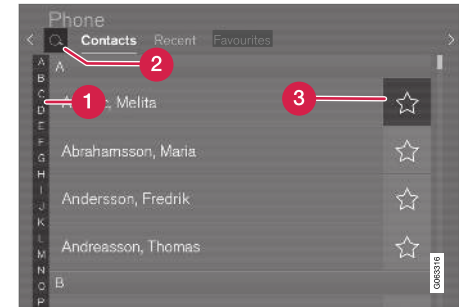 Phone
Contacts Recent Favourites
A
B
C
D
E
F
G
H
I
J
K
L
M
N
O
P
A
2
1
Melita
3
Abrahamsson, Maria
Andersson, Fredrik
Andreasson, Thomas
B
G063316